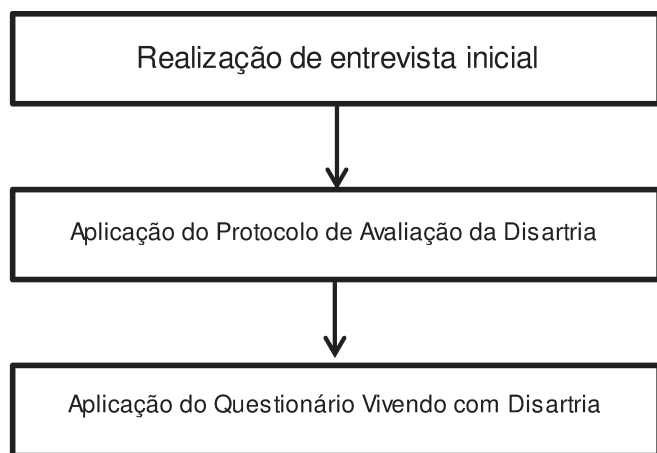 Realização de entrevista inicial
Aplicação do Protocolo de Avaliação da Disartria
Aplicação do Questionário Vivendo com Disartria